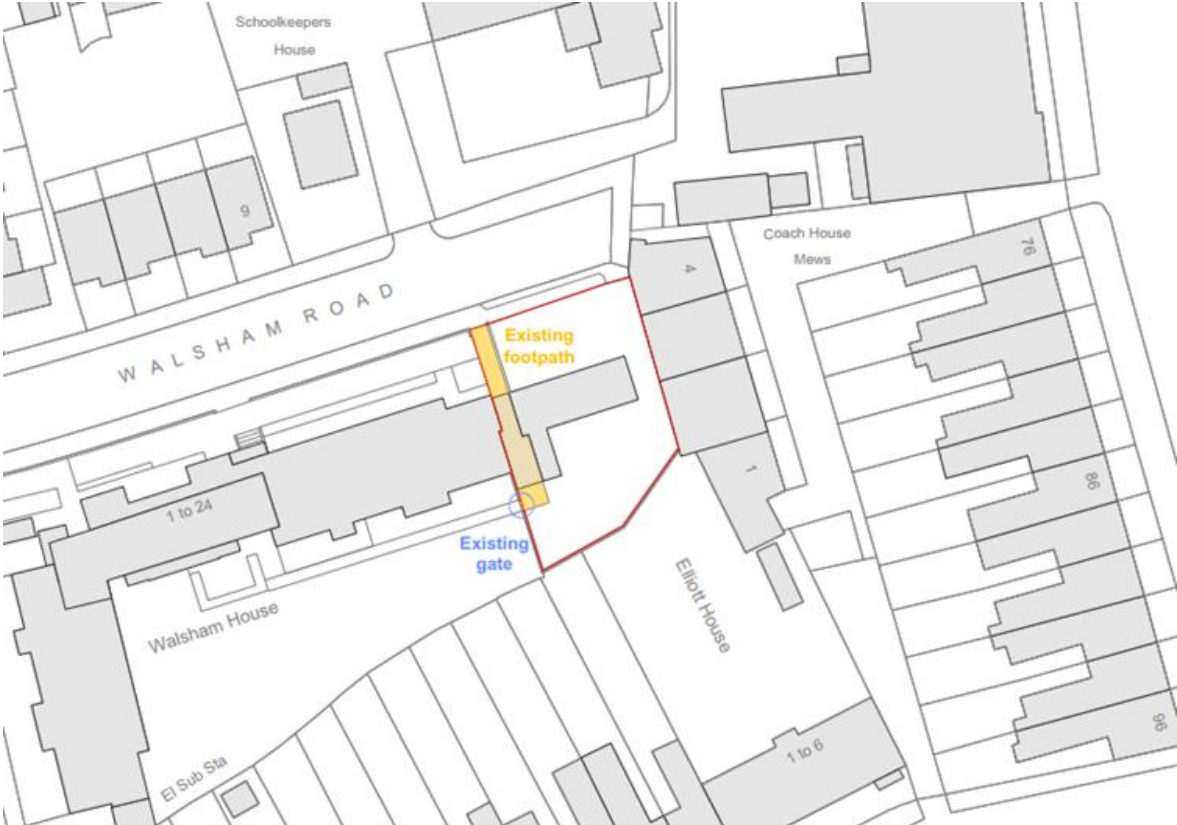 Schoolkeepers
House
9
4
Coach House
Mews
76
WALSHAM ROAD
Existing
footpath
1
86
1 to 24
Existing
gate
Elliott House
Walsham House
96
1 to 6
El Sub Sta